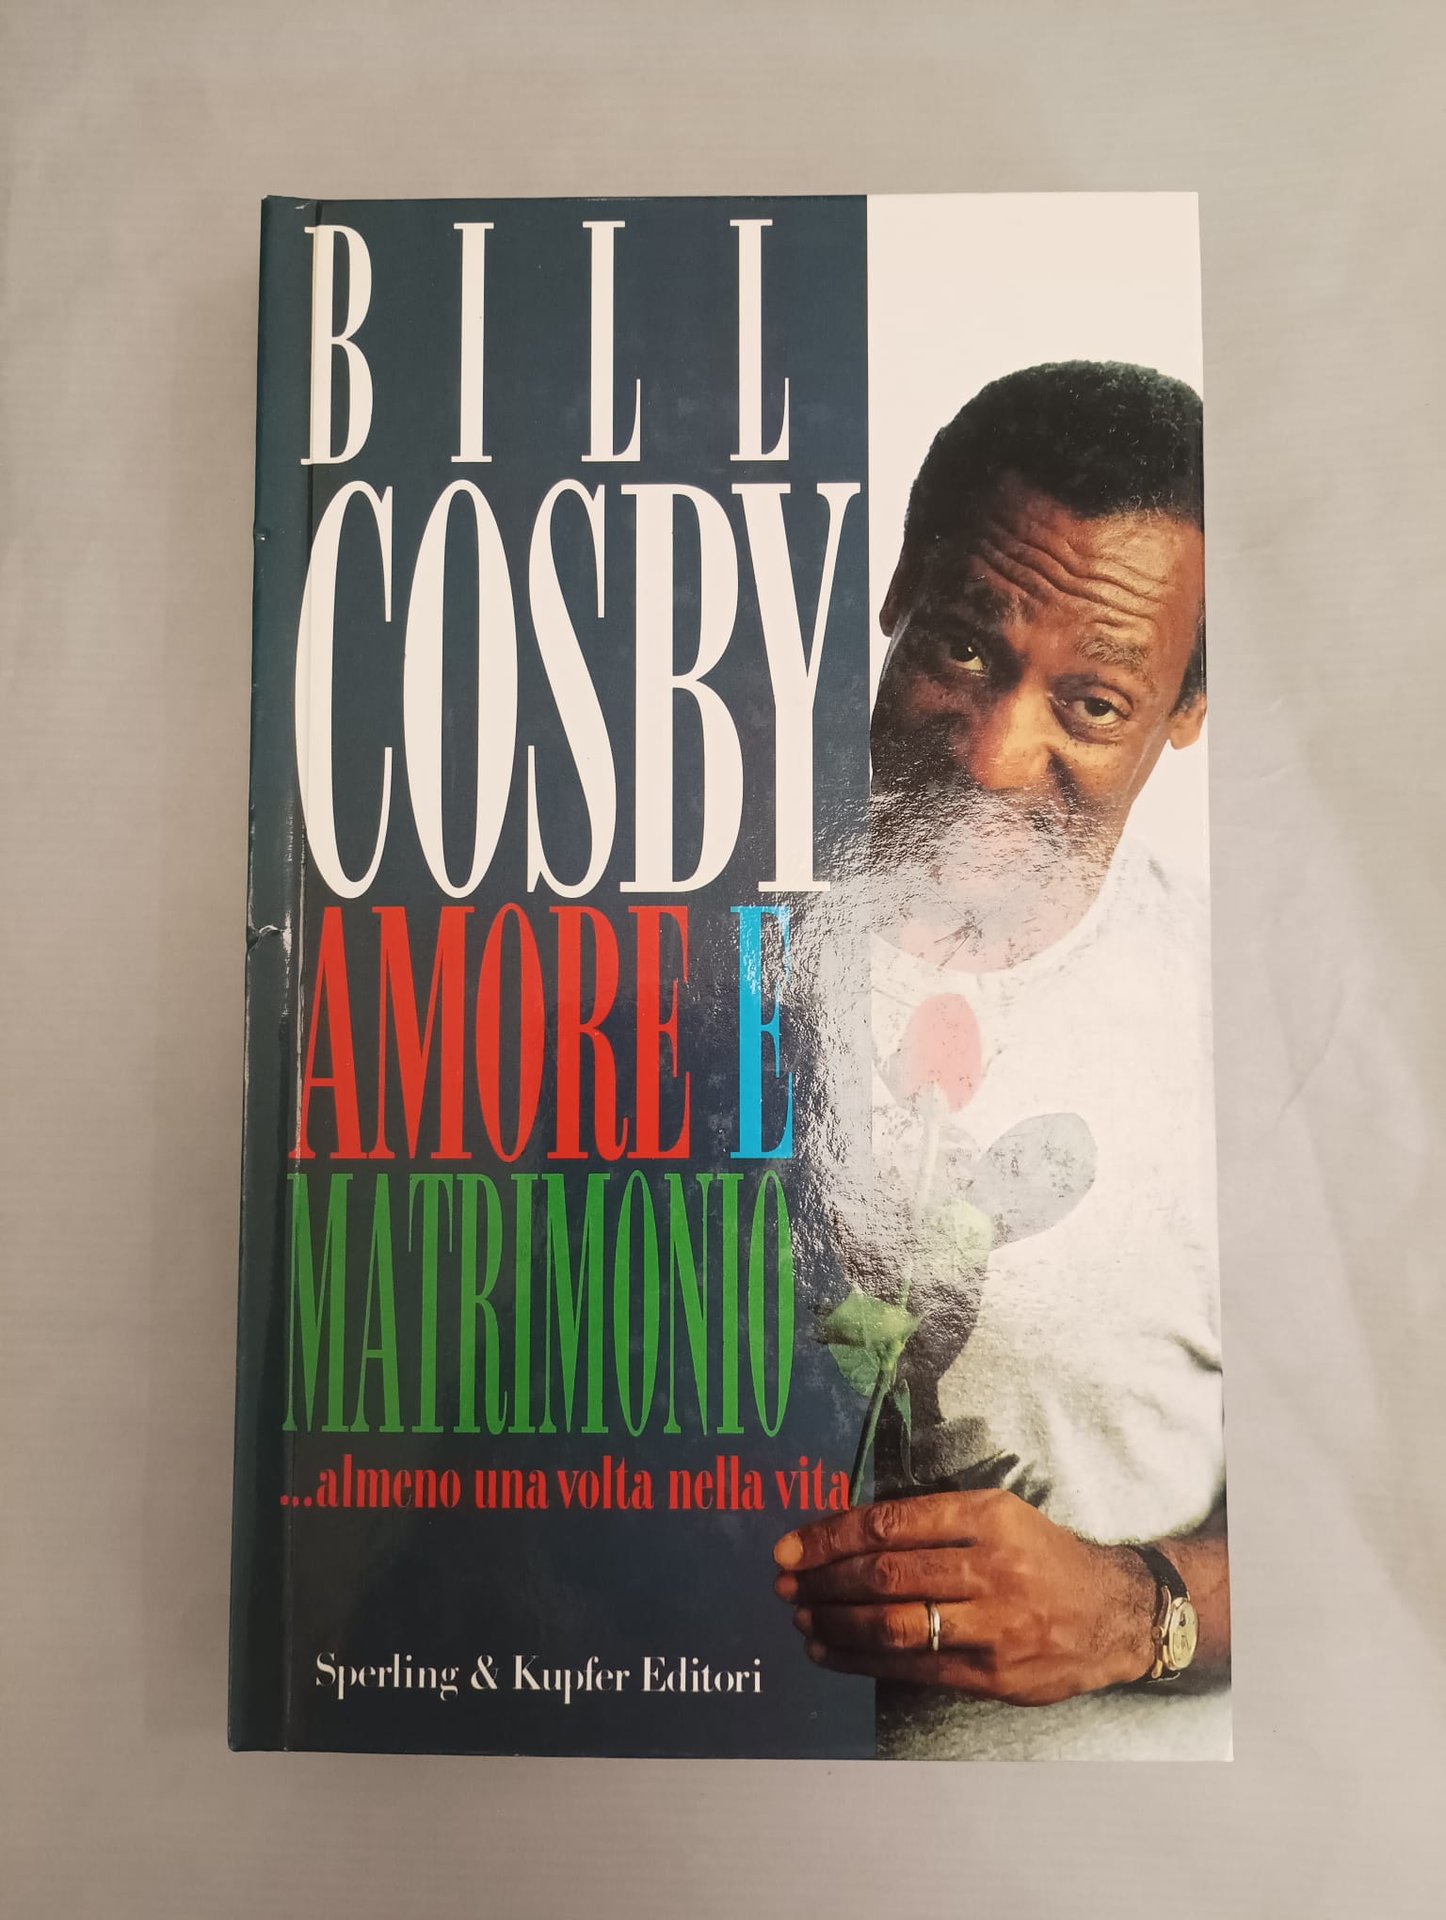 BILL
COSBY
AMORE E
MATRIMONIO
...almeno una volta nella vita
Sperling & Kupfer Editori